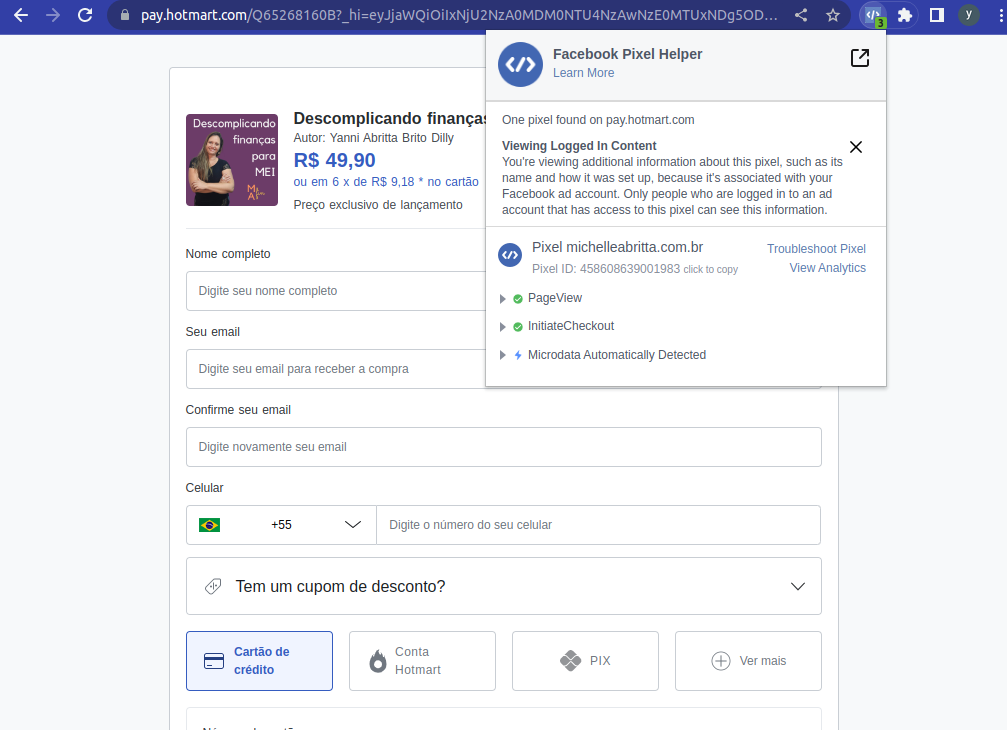 pay.hotmart.com/Q65268160B?_hi=eyJjaWQiOiIxNjU2NzA0MDM0NTU4NzAwNzE0MTUxNDg5OD...
3
y
Facebook Pixel Helper
Learn More
One pixel found on pay.hotmart.com
Viewing Logged In Content
You're viewing additional information about this pixel, such as its
name and how it was set up, because it's associated with your
Facebook ad account. Only people who are logged in to an ad
account that has access to this pixel can see this information.
Pixel michelleabritta.com.br
Troubleshoot Pixel
Pixel ID: 458608639001983 click to copy
View Analytics
PageView
InitiateCheckout
Microdata Automatically Detected
Descomplicando
finanças
para
MEI
Descomplicando finanças
Autor: Yanni Abritta Brito Dilly
R$ 49,90
ou em 6 x de R$ 9,18 * no cartão
Preço exclusivo de lançamento
Nome completo
Digite seu nome completo
Seu email
Digite seu email para receber a compra
Confirme seu email
Digite novamente seu email
Celular
+55
Digite o número do seu celular
Tem um cupom de desconto?
Cartão de
crédito
Conta
Hotmart
PIX
Ver mais